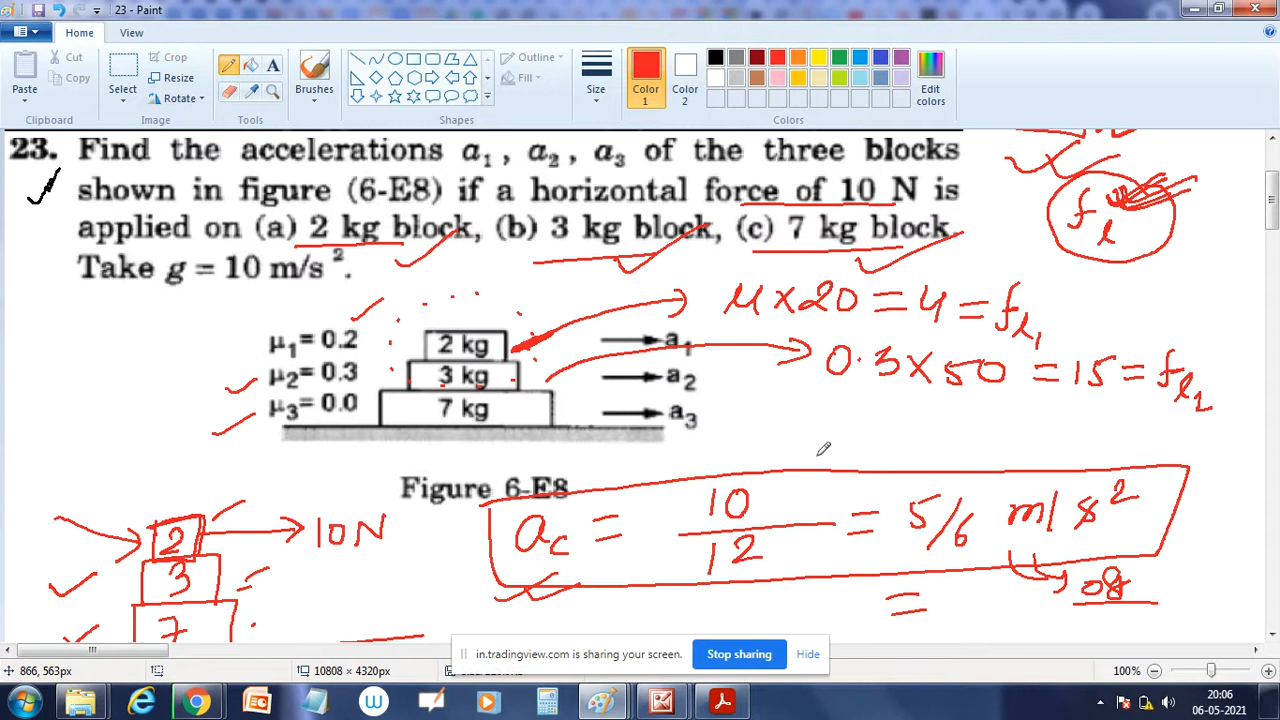 23 - Paint
Home View
Cut
Copy
Paste
Clipboard
Select
Crop
Resize
Rotate
Image
Tools
Brushes
Shapes
Outline
Fill
Size
Color 1
Color 2
Edit colors
Colors
23. Find the accelerations a₁, a₂, a₃ of the three blocks
shown in figure (6-E8) if a horizontal force of 10 N is
applied on (a) 2 kg block, (b) 3 kg block, (c) 7 kg block.
Take g = 10 m/s².
fℓ
μ × 20 = 4 = fℓ₁
μ₁ = 0.2 2 kg a₁
0.3 × 50 = 15 = fℓ₂
μ₂ = 0.3 3 kg a₂
μ₃ = 0.0 7 kg a₃
Figure 6-E8
2 10N
3
7
a_c = 10/12 = 5/6 m/s²
=
in.tradingview.com is sharing your screen. Stop sharing Hide
866, 563px
10808 × 4320px
100%
20:06
06-05-2021